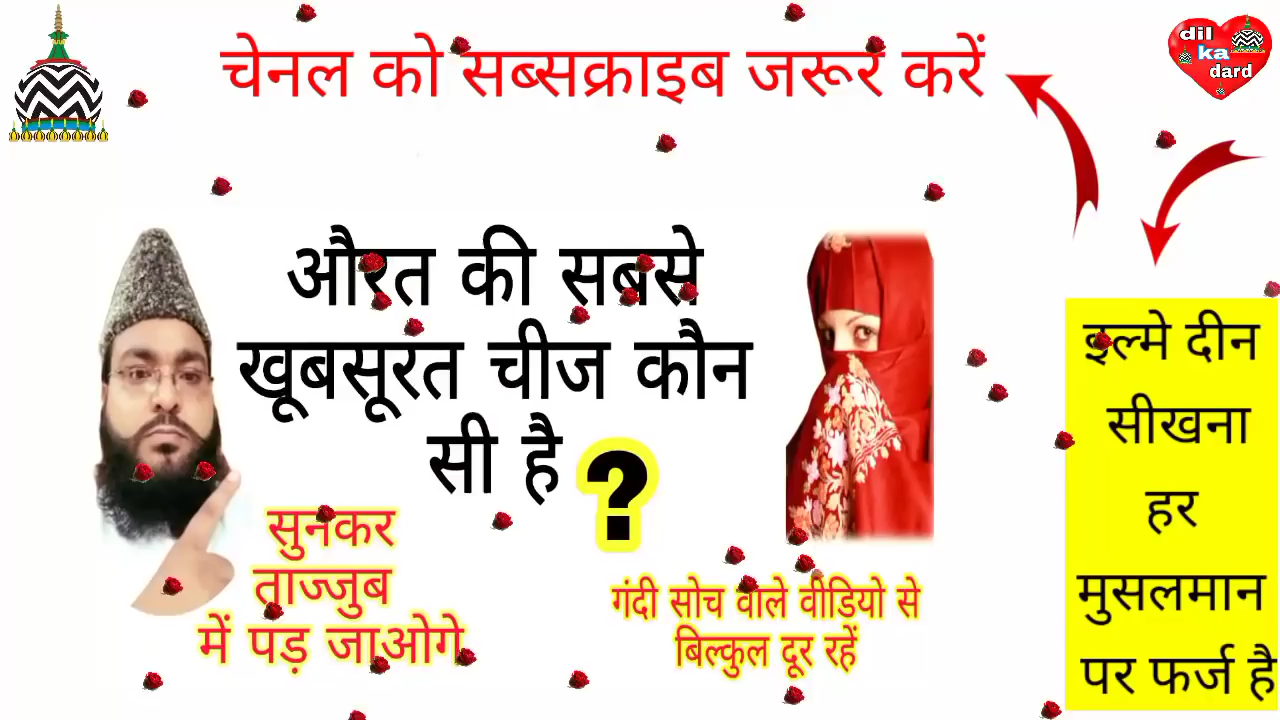 चेनल को सब्सक्राइब जरूर करें
dil
ka
dard
औरत की सबसे
खूबसूरत चीज कौन
सी है ?
सुनकर
ताज्जुब
में पड़ जाओगे
गंदी सोच वाले वीडियो से
बिल्कुल दूर रहें
इल्मे दीन
सीखना
हर
मुसलमान
पर फर्ज है